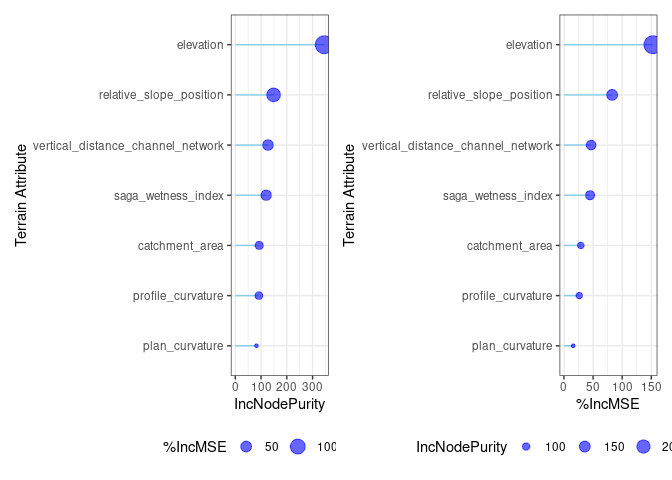 Terrain Attribute
elevation
relative_slope_position
vertical_distance_channel_network
saga_wetness_index
catchment_area
profile_curvature
plan_curvature
0 100 200 300
IncNodePurity
%IncMSE 50 100
Terrain Attribute
elevation
relative_slope_position
vertical_distance_channel_network
saga_wetness_index
catchment_area
profile_curvature
plan_curvature
0 50 100 150
%IncMSE
IncNodePurity 100 150